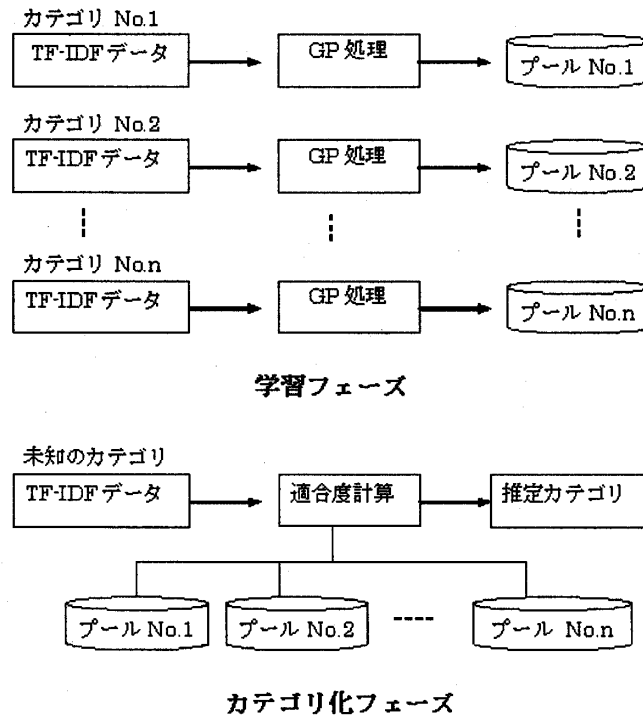 カテゴリ No.1
TF-IDFデータ
GP 処理
プール No.1
カテゴリ No.2
TF-IDFデータ
GP 処理
プール No.2
カテゴリ No.n
TF-IDFデータ
GP 処理
プール No.n
学習フェーズ
未知のカテゴリ
TF-IDFデータ
適合度計算
推定カテゴリ
プール No.1
プール No.2
プール No.n
カテゴリ化フェーズ